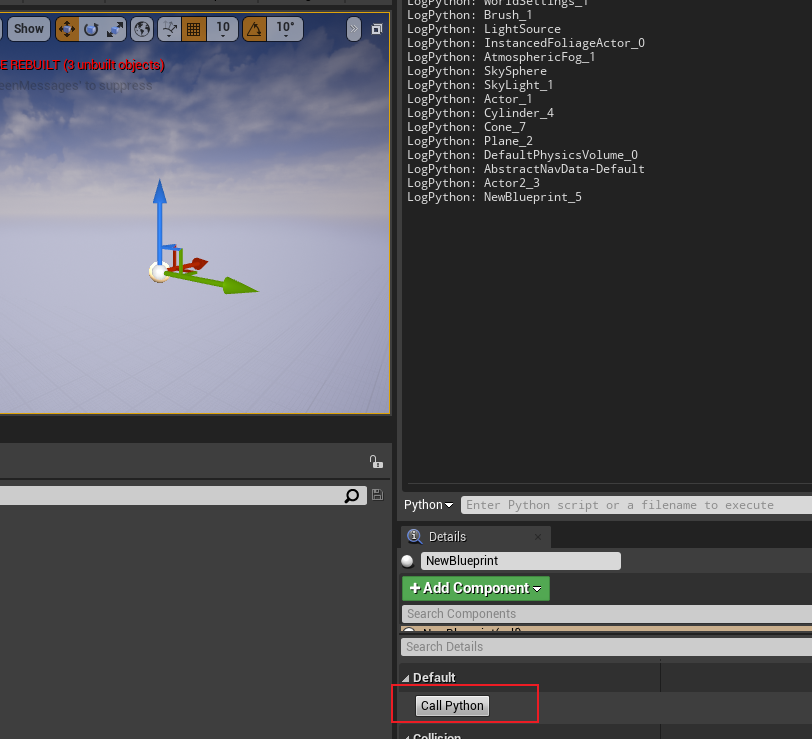 Show
10
10°
E REBUILT (3 unbuilt objects)
enMessages' to suppress
LogPython: WorldSettings_1
LogPython: Brush_1
LogPython: LightSource
LogPython: InstancedFoliageActor_0
LogPython: AtmosphericFog_1
LogPython: SkySphere
LogPython: SkyLight_1
LogPython: Actor_1
LogPython: Cylinder_4
LogPython: Cone_7
LogPython: Plane_2
LogPython: DefaultPhysicsVolume_0
LogPython: AbstractNavData-Default
LogPython: Actor2_3
LogPython: NewBlueprint_5
Python
Enter Python script or a filename to execute
Details
NewBlueprint
+ Add Component
Search Components
Search Details
Default
Call Python
Collision